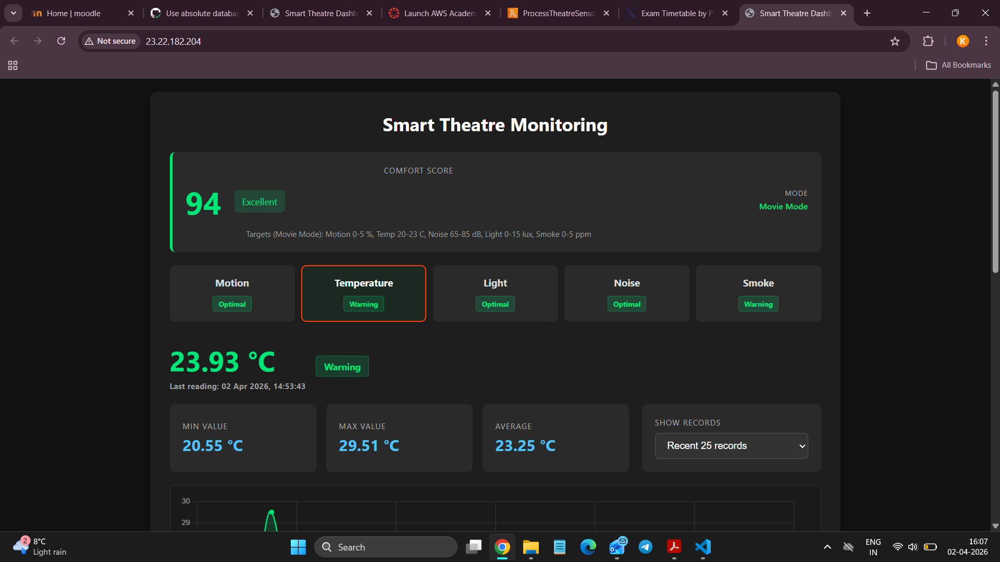 Home | moodle
Use absolute databas
Smart Theatre Dashb
Launch AWS Academ
ProcessTheatreSenso
Exam Timetable by P
Smart Theatre Dashb
Not secure
23.22.182.204
K
All Bookmarks
Smart Theatre Monitoring
COMFORT SCORE
94
Excellent
MODE
Movie Mode
Targets (Movie Mode): Motion 0-5 %, Temp 20-23 C, Noise 65-85 dB, Light 0-15 lux, Smoke 0-5 ppm
Motion
Optimal
Temperature
Warning
Light
Optimal
Noise
Optimal
Smoke
Warning
23.93 °C
Warning
Last reading: 02 Apr 2026, 14:53:43
MIN VALUE
20.55 °C
MAX VALUE
29.51 °C
AVERAGE
23.25 °C
SHOW RECORDS
Recent 25 records
30
29
2
8°C
Light rain
Search
ENG
IN
16:07
02-04-2026